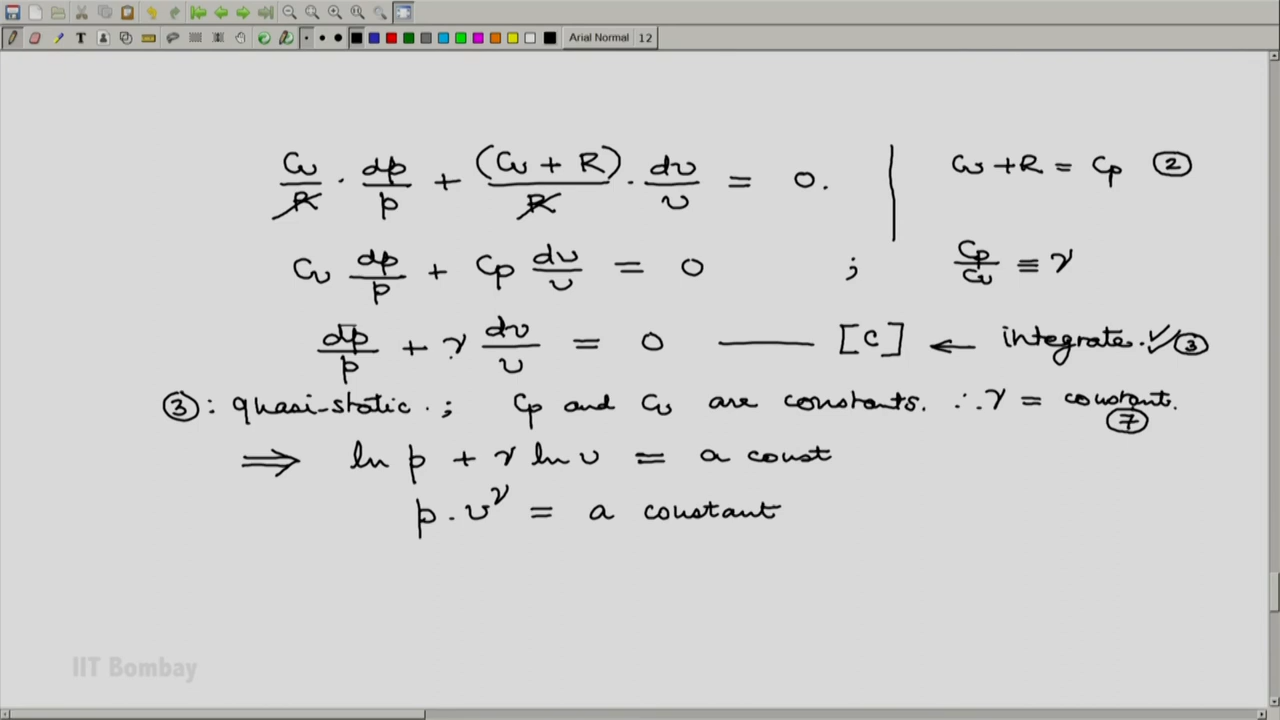 Arial Normal 12
Cv/R · dp/p + (Cv + R)/R · dv/v = 0. | Cv + R = Cp ②
Cv dp/p + Cp dv/v = 0 ; Cp/Cv ≡ γ
dp/p + γ dv/v = 0 —— [C] ← integrate. ✓✓ ③
③: quasi-static. ; Cp and Cv are constants. ∴ γ = constant. ⑦
⇒ ln p + γ ln v = a const
p · v^γ = a constant
IIT Bombay